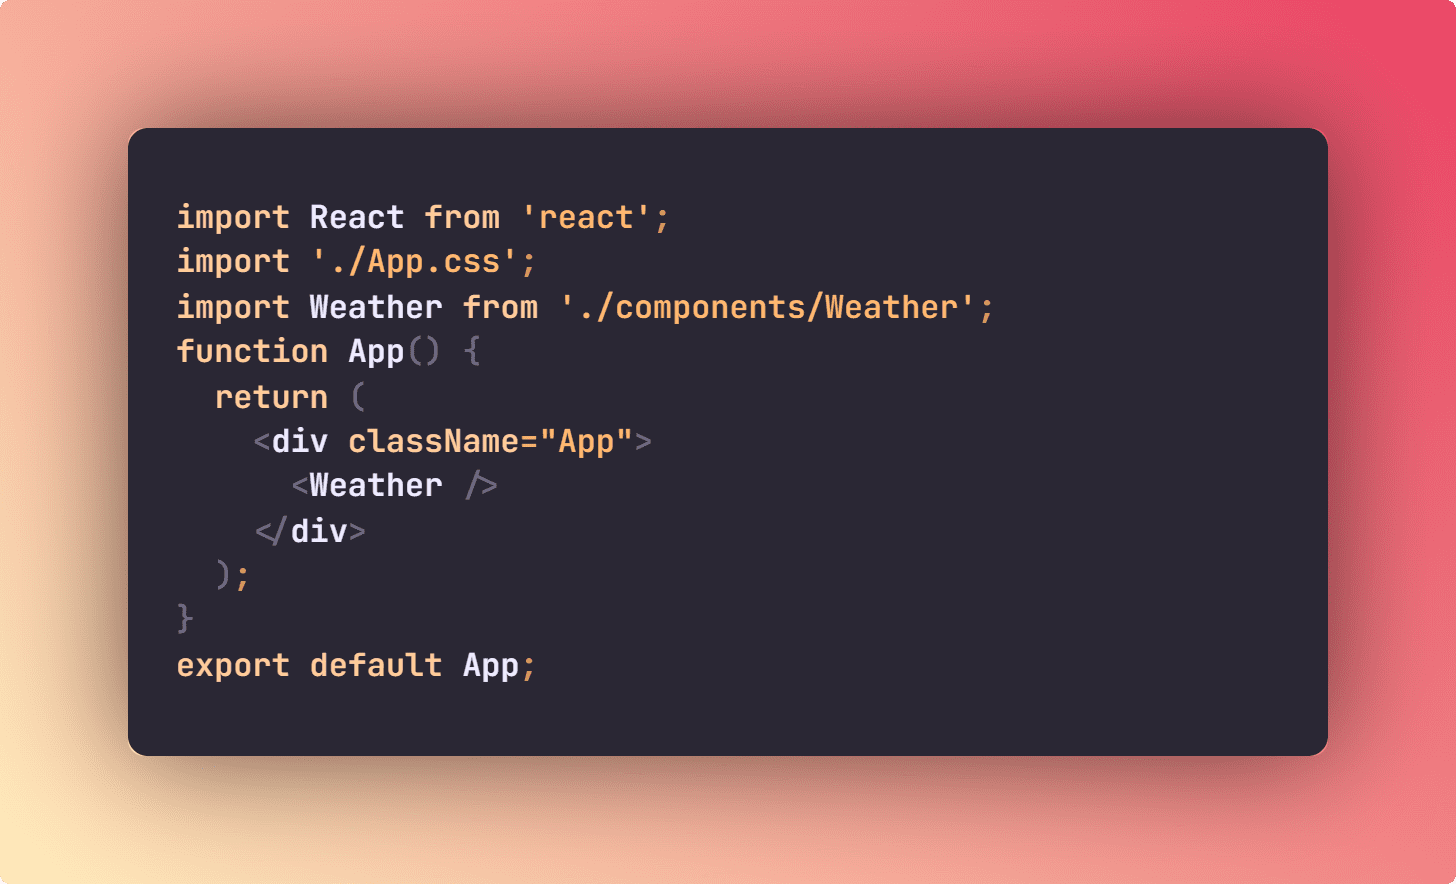 import React from 'react';
import './App.css';
import Weather from './components/Weather';
function App() {
  return (
    <div className="App">
      <Weather />
    </div>
  );
}
export default App;